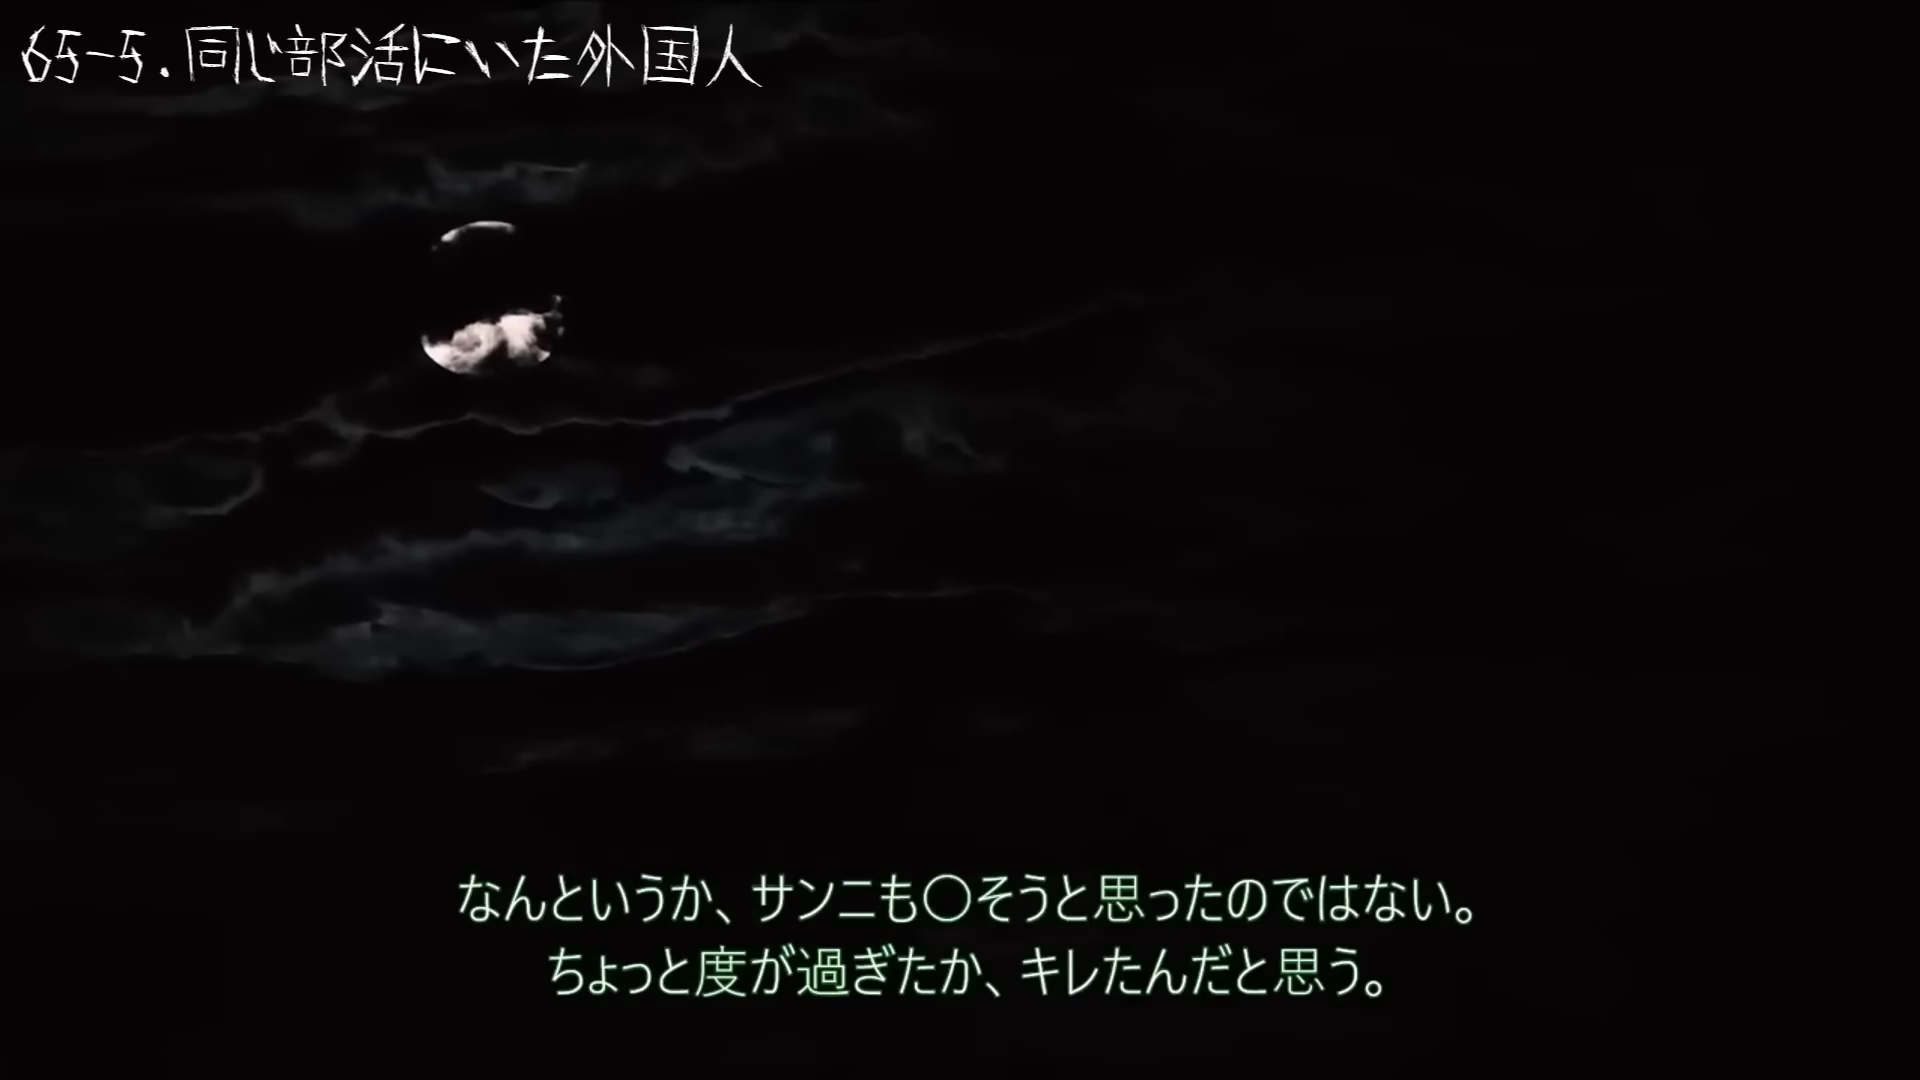 65-5.同じ部活にいた外国人
なんというか、サンニも〇そうと思ったのではない。
ちょっと度が過ぎたか、キレたんだと思う。